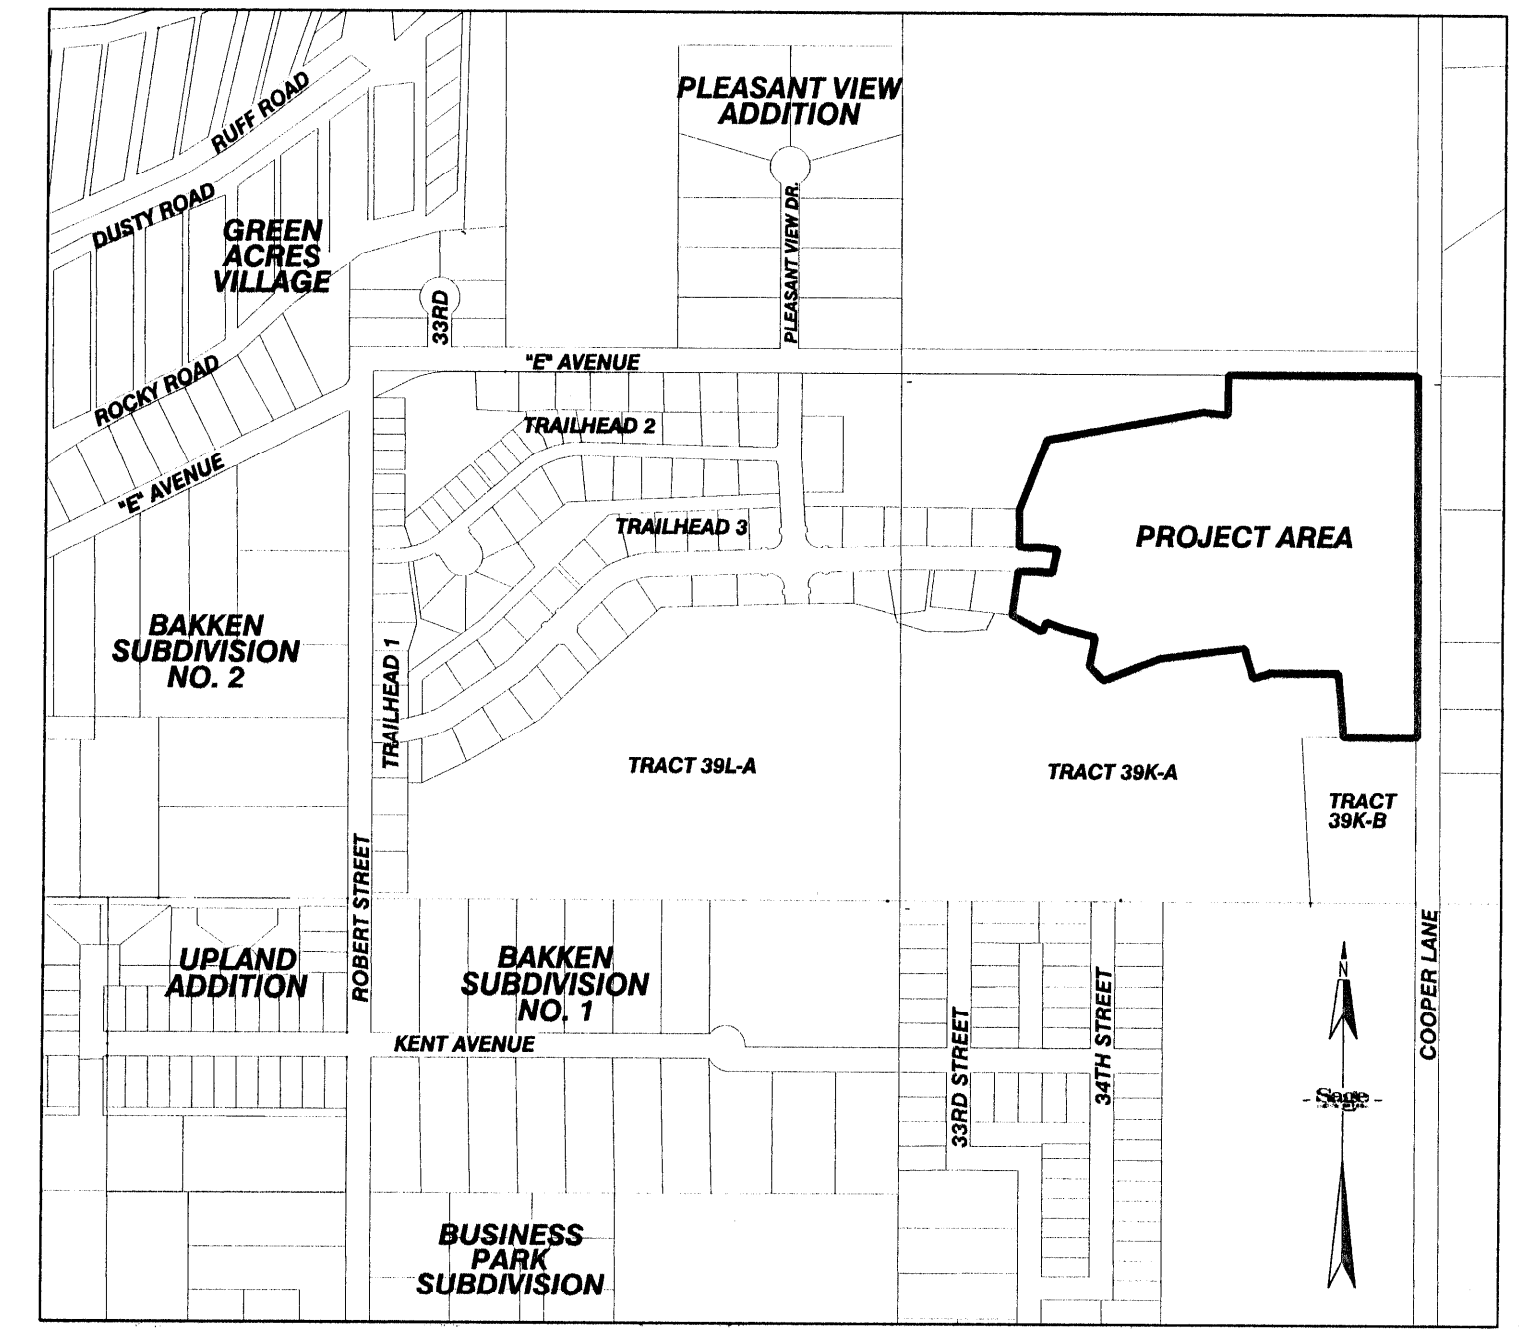 PLEASANT VIEW
ADDITION
RUFF ROAD
DUSTY ROAD
GREEN
ACRES
VILLAGE
PLEASANT VIEW DR.
33RD
"E" AVENUE
ROCKY ROAD
TRAILHEAD 2
"E" AVENUE
TRAILHEAD 3
PROJECT AREA
BAKKEN
SUBDIVISION
NO. 2
TRAILHEAD 1
TRACT 39L-A
TRACT 39K-A
TRACT
39K-B
ROBERT STREET
UPLAND
ADDITION
BAKKEN
SUBDIVISION
NO. 1
COOPER LANE
N
KENT AVENUE
33RD STREET
34TH STREET
Sage
BUSINESS
PARK
SUBDIVISION